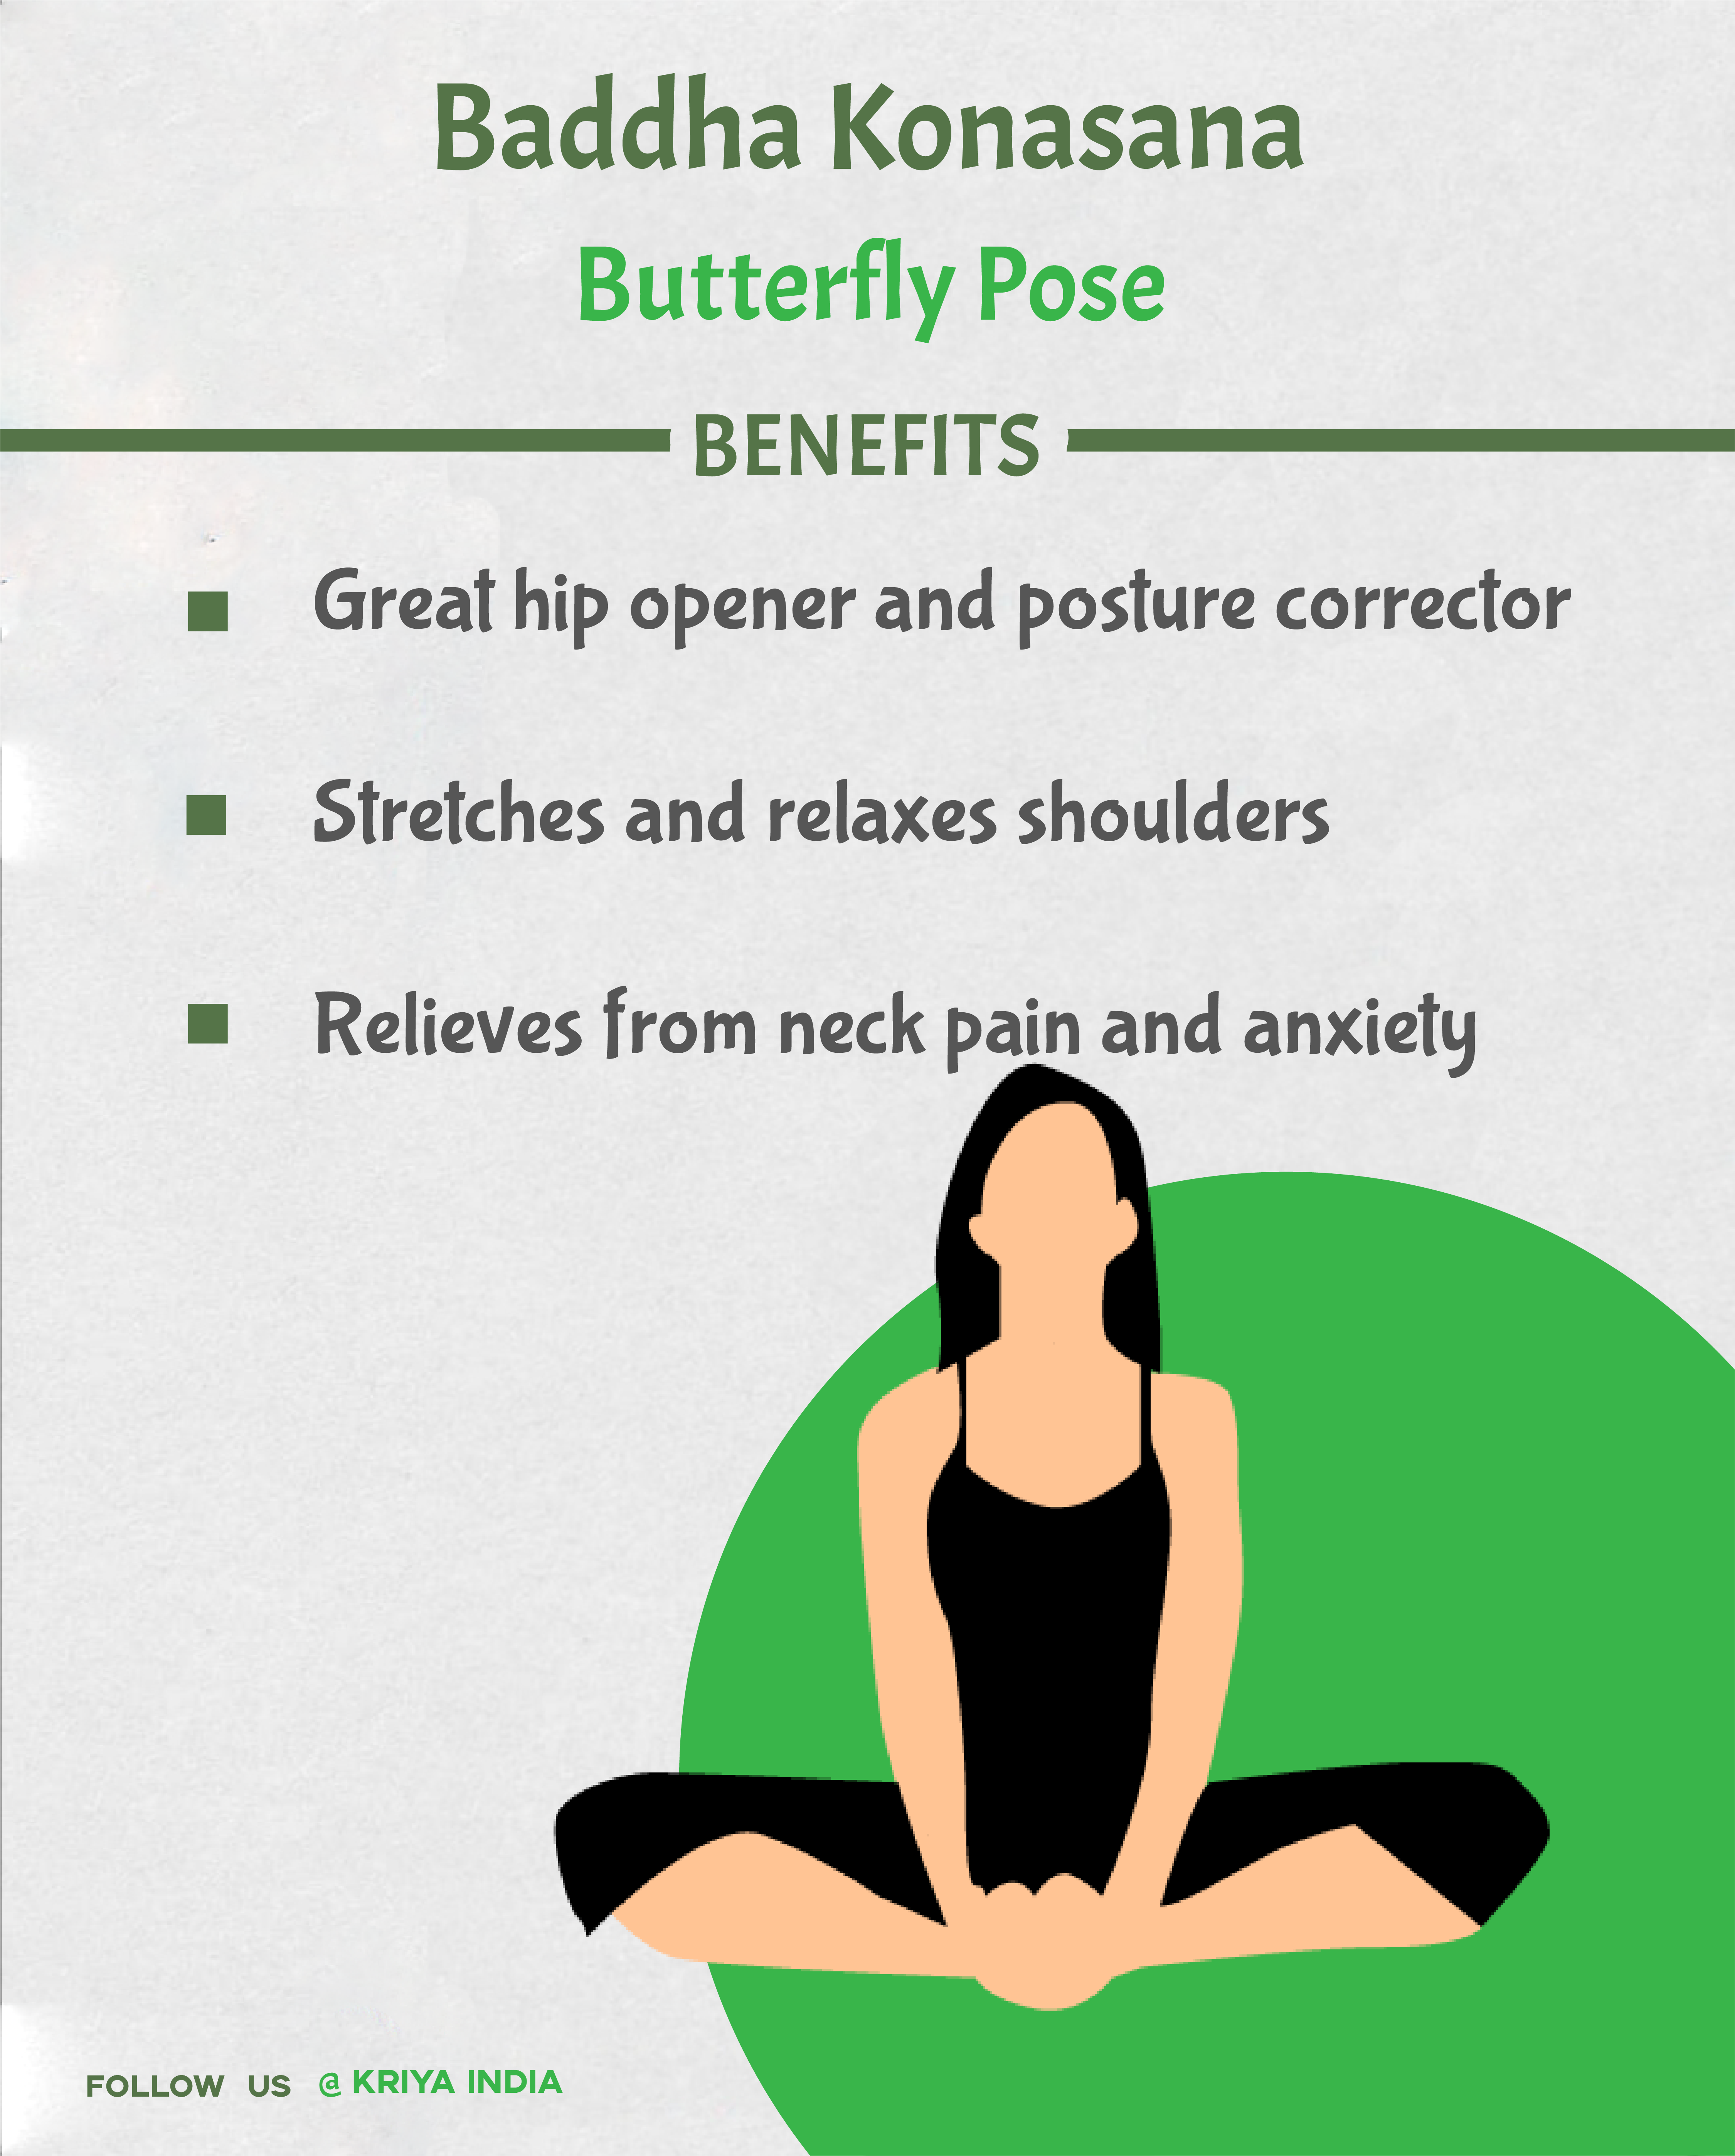 Baddha Konasana
Butterfly Pose
BENEFITS
Great hip opener and posture corrector
Stretches and relaxes shoulders
Relieves from neck pain and anxiety
FOLLOW US @ KRIYA INDIA